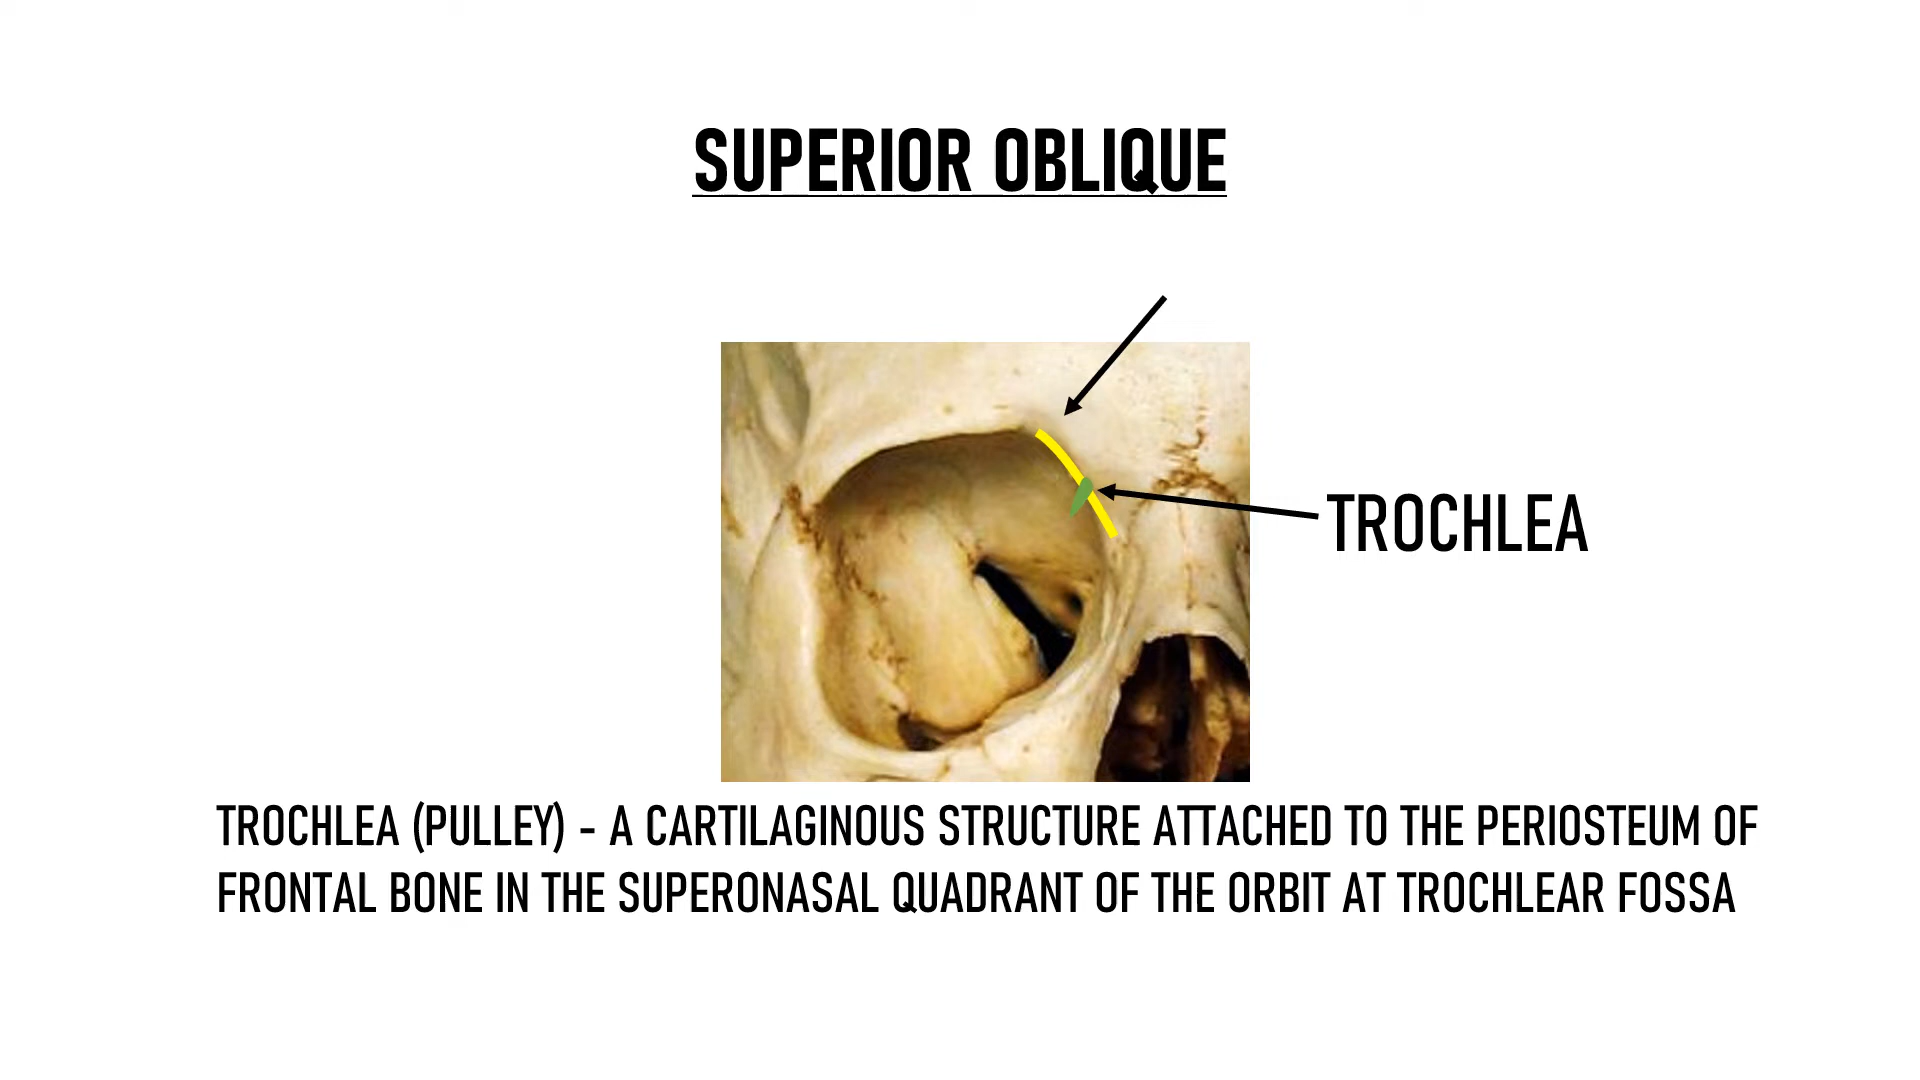 SUPERIOR OBLIQUE
TROCHLEA
TROCHLEA (PULLEY) - A CARTILAGINOUS STRUCTURE ATTACHED TO THE PERIOSTEUM OF
FRONTAL BONE IN THE SUPERONASAL QUADRANT OF THE ORBIT AT TROCHLEAR FOSSA